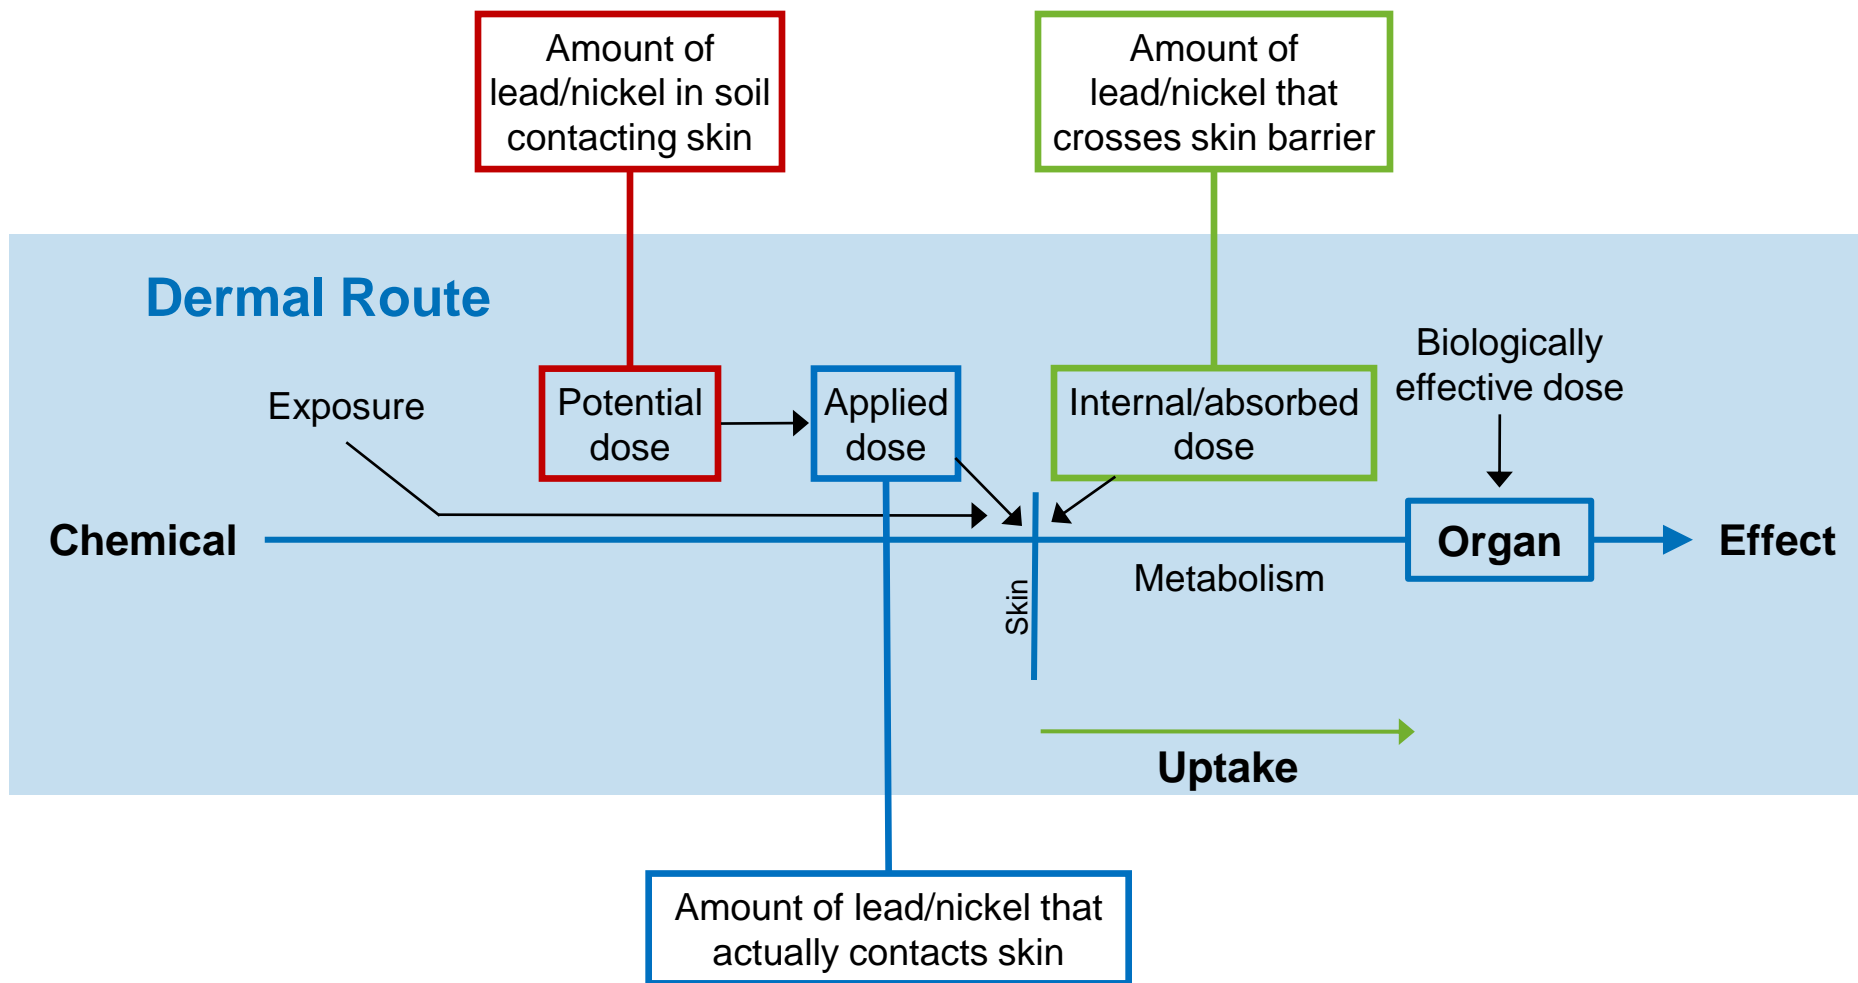 Amount of
lead/nickel in soil
contacting skin
Amount of
lead/nickel that
crosses skin barrier
Dermal Route
Exposure
Potential
dose
Applied
dose
Internal/absorbed
dose
Biologically
effective dose
Chemical
Skin
Metabolism
Organ
Effect
Uptake
Amount of lead/nickel that
actually contacts skin